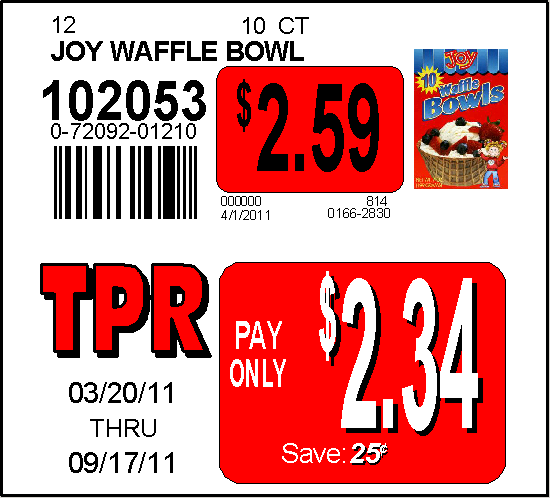 12 10 CT
JOY WAFFLE BOWL
102053
0-72092-01210
$2.59
000000 814
4/1/2011 0166-2830
Joy
10 Waffle
Bowls
TPR
03/20/11
THRU
09/17/11
PAY
ONLY
$2.34
Save: 25¢